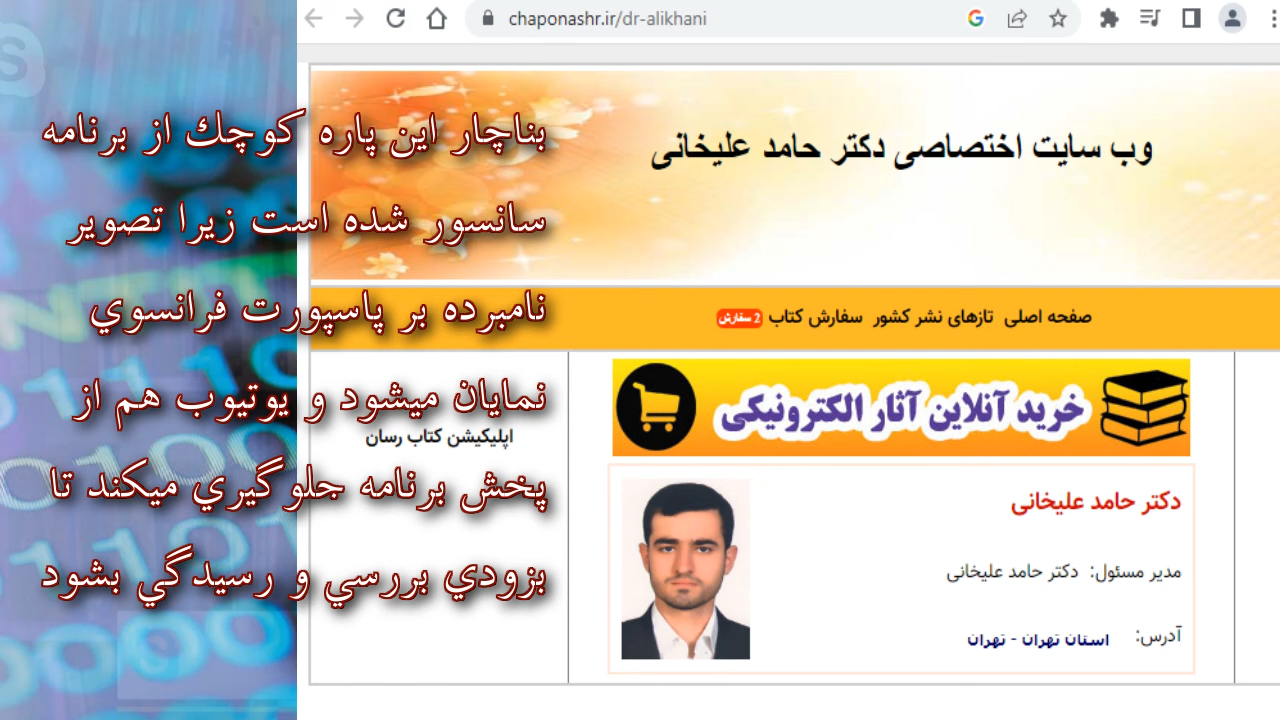 chaponashr.ir/dr-alikhani
وب سایت اختصاصی دکتر حامد علیخانی
صفحه اصلی تازهای نشر کشور سفارش کتاب 2 سفارش
خرید آنلاین آثار الکترونیکی
اپلیکیشن کتاب رسان
دکتر حامد علیخانی
مدیر مسئول: دکتر حامد علیخانی
آدرس: استان تهران - تهران
بناچار این پاره کوچك از برنامه
سانسور شده است زیرا تصویر
نامبرده بر پاسپورت فرانسوي
نمایان میشود و یوتیوب هم از
پخش برنامه جلوگیري میکند تا
بزودي بررسي و رسیدگي بشود
S